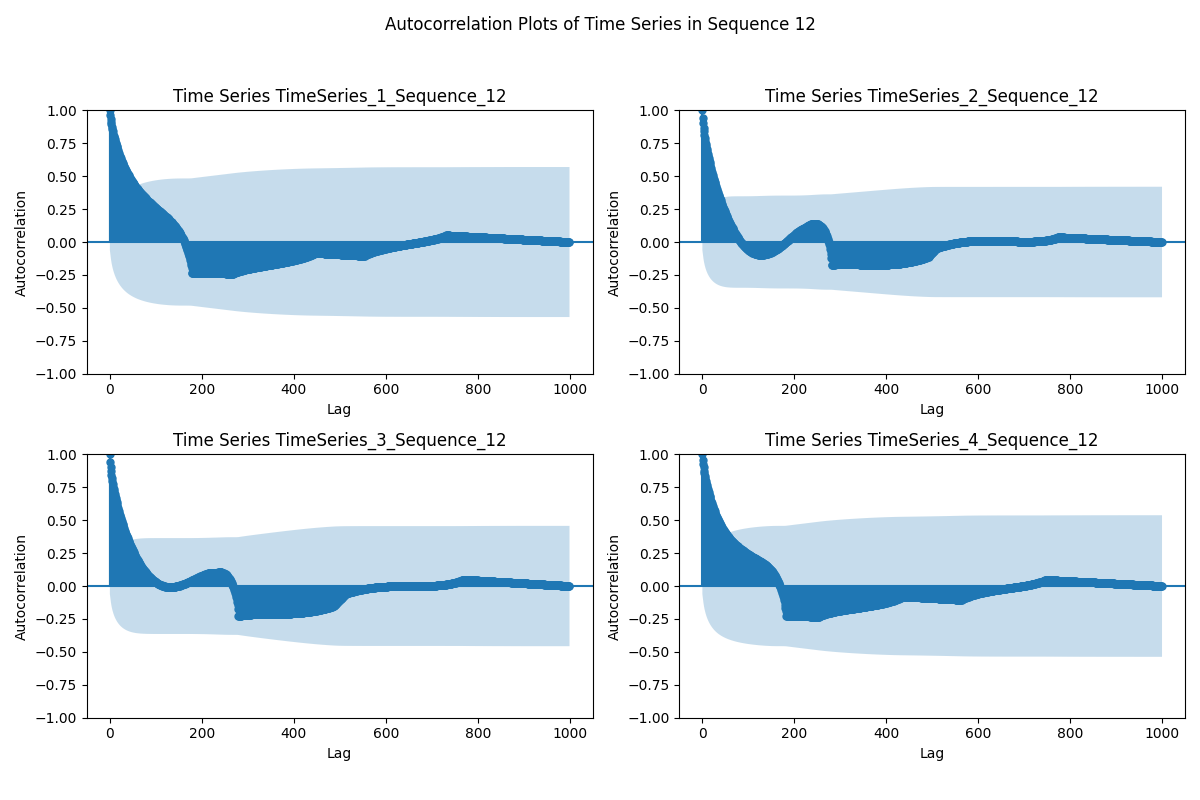 Autocorrelation Plots of Time Series in Sequence 12
Time Series TimeSeries_1_Sequence_12
1.00
0.75
0.50
0.25
0.00
−0.25
−0.50
−0.75
−1.00
Autocorrelation
0 200 400 600 800 1000
Lag
Time Series TimeSeries_2_Sequence_12
1.00
0.75
0.50
0.25
0.00
−0.25
−0.50
−0.75
−1.00
Autocorrelation
0 200 400 600 800 1000
Lag
Time Series TimeSeries_3_Sequence_12
1.00
0.75
0.50
0.25
0.00
−0.25
−0.50
−0.75
−1.00
Autocorrelation
0 200 400 600 800 1000
Lag
Time Series TimeSeries_4_Sequence_12
1.00
0.75
0.50
0.25
0.00
−0.25
−0.50
−0.75
−1.00
Autocorrelation
0 200 400 600 800 1000
Lag